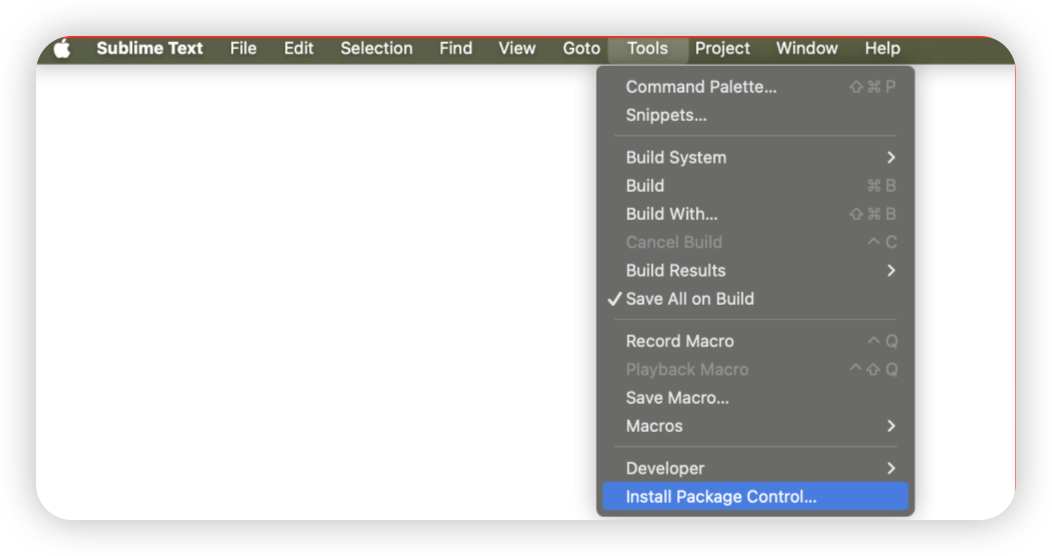 Sublime Text File Edit Selection Find View Goto Tools Project Window Help
Command Palette... ⇧⌘P
Snippets...
Build System
Build ⌘B
Build With... ⇧⌘B
Cancel Build ^C
Build Results
Save All on Build
Record Macro ^Q
Playback Macro ^⇧Q
Save Macro...
Macros
Developer
Install Package Control...